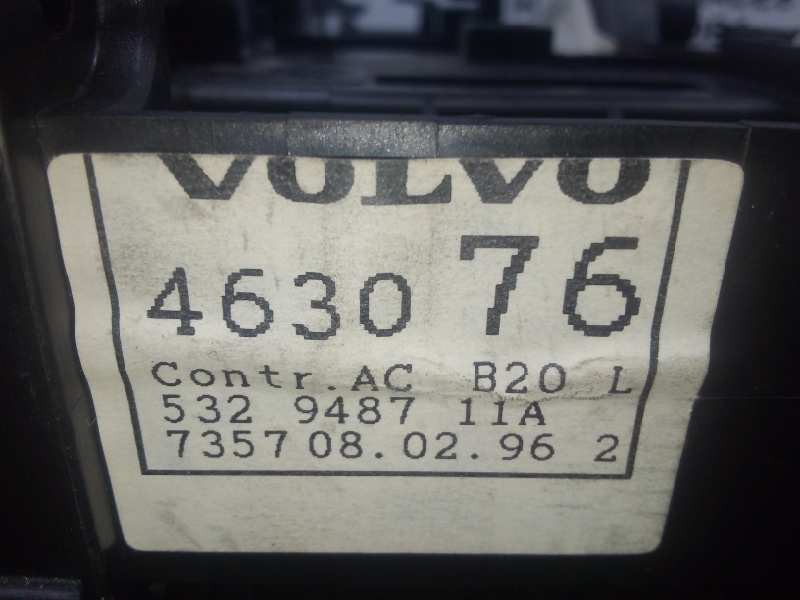 VOLVO
4630 76
Contr.AC B20 L
532 9487 11A
7357 08.02.96 2